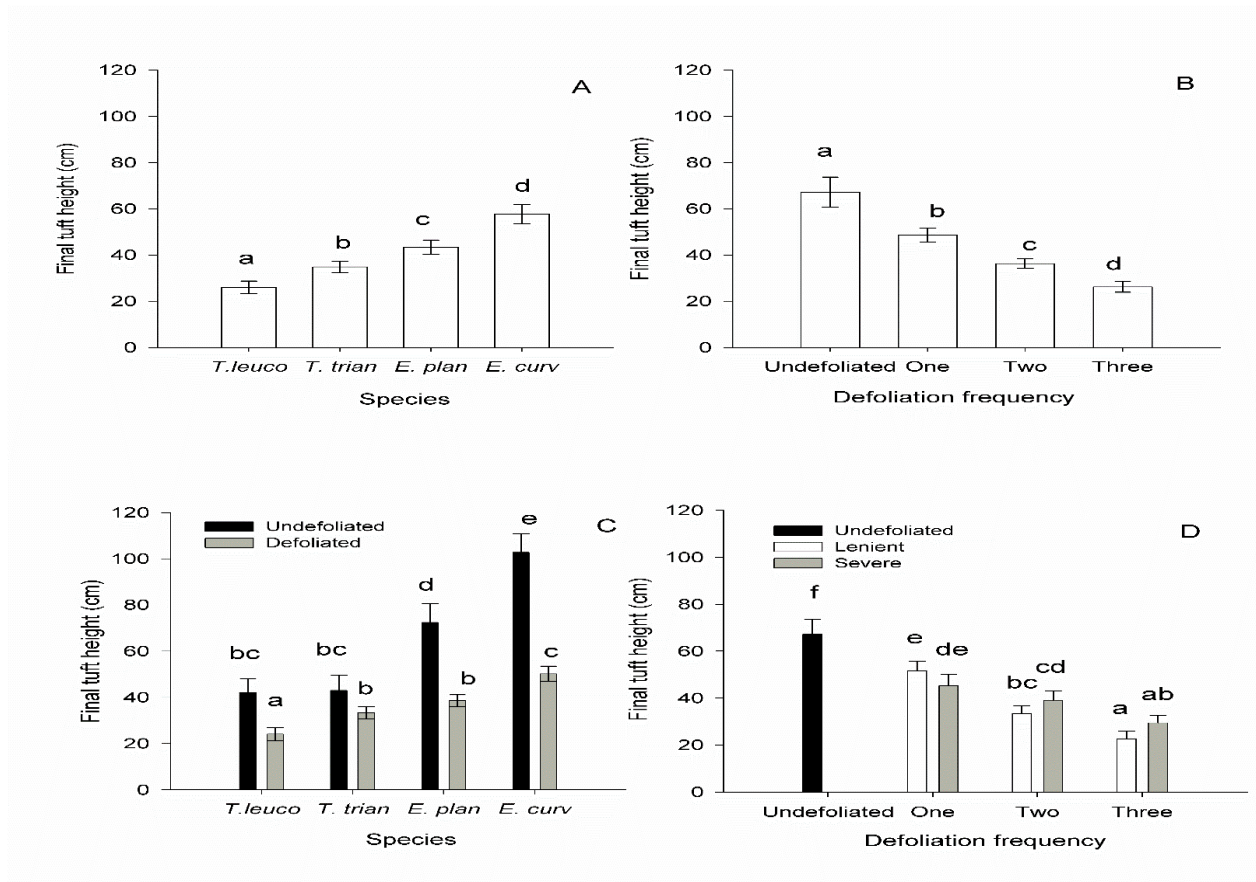 A
Final tuft height (cm)
120
100
80
60
40
20
0
a
b
c
d
T.leuco T. trian E. plan E. curv
Species
B
Final tuft height (cm)
120
100
80
60
40
20
0
a
b
c
d
Undefoliated One Two Three
Defoliation frequency
C
Undefoliated
Defoliated
Final tuft height (cm)
120
100
80
60
40
20
0
bc a bc b d b e c
T.leuco T. trian E. plan E. curv
Species
D
Undefoliated
Lenient
Severe
Final tuft height (cm)
120
100
80
60
40
20
0
f e de bc cd a ab
Undefoliated One Two Three
Defoliation frequency